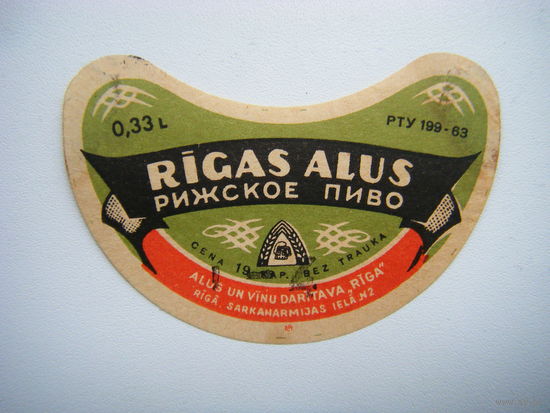 0,33 L
РТУ 199-63
RĪGAS ALUS
РИЖСКОЕ ПИВО
CENA 19 KAP. BEZ TRAUKA
ALUS UN VĪNU DARĪTAVA „RĪGA"
RĪGĀ, SARKANARMIJAS IELĀ N2